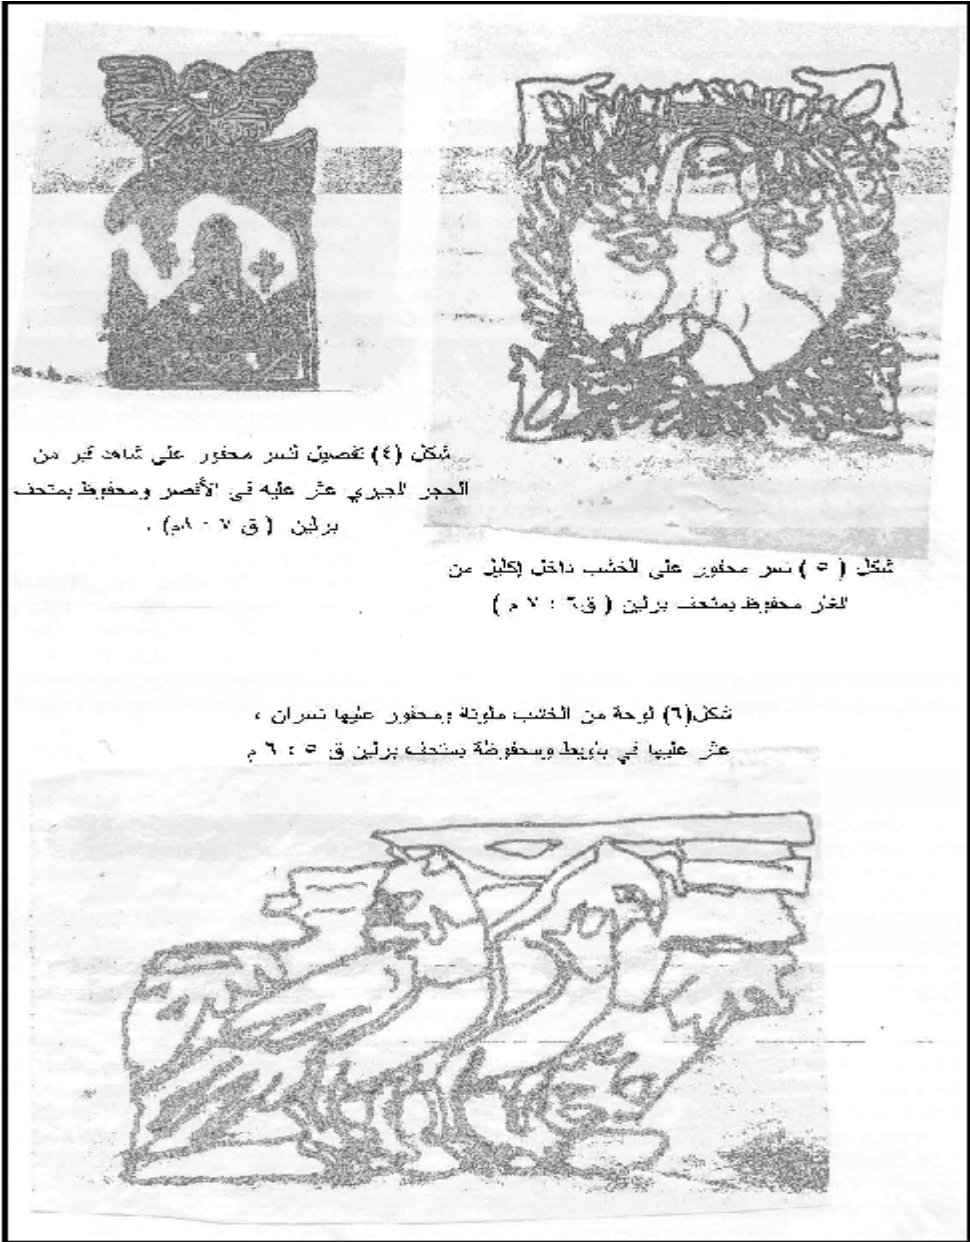 شكل (٤) تفصيل لنسر محفور على شاهد قبر من
الحجر الجيري عثر عليه في الأقصر ومحفوظ بمتحف
برلين ( ق ٧ - ٨م) .
شكل ( ٥ ) نسر محفور على الخشب داخل إكليل من
الغار محفوظ بمتحف برلين ( ق٦ : ٧ م )
شكل(٦) لوحة من الخشب ملونة ومحفور عليها نسران ،
عثر عليها في باويط ومحفوظة بمتحف برلين ق ٥ : ٦ م